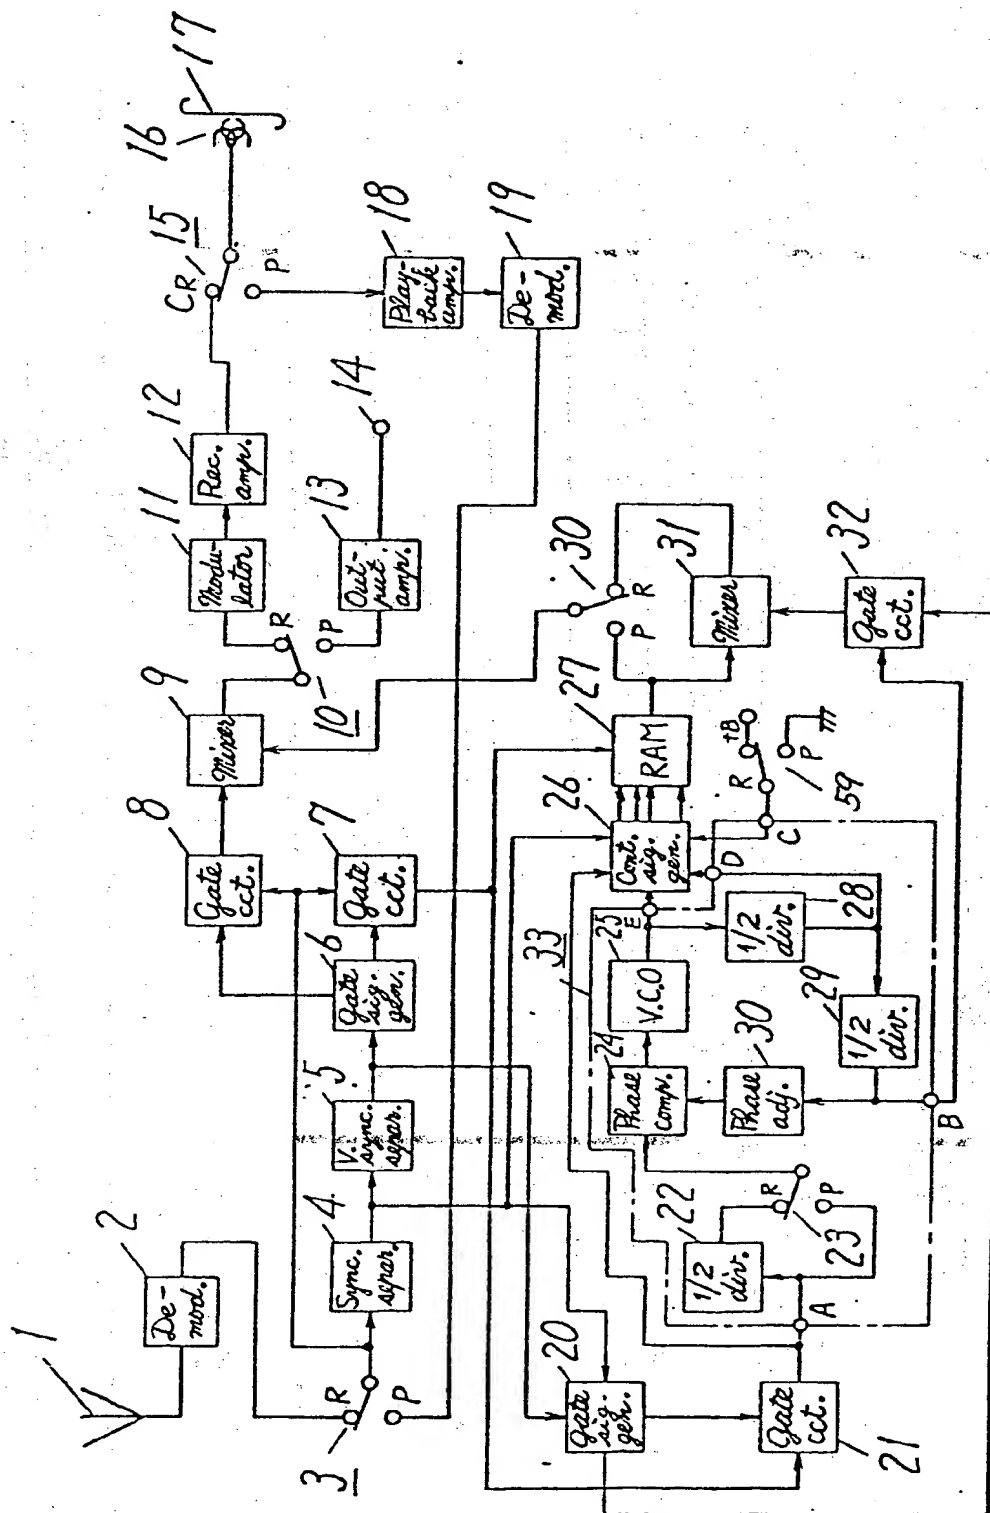 1
2
De-
mod.
3
R
P
4
Sync.
separ.
5
V.
sync.
separ.
6
Gate
sig.
gen.
7
Gate
cct.
8
Gate
cct.
9
Mixer
10
R
P
11
Modu-
lator
12
Rec.
amp.
13
Out-
put.
amp.
14
15
CR
P
16
17
18
Play-
back
amp.
19
De-
mod.
20
Gate
sig.
gen.
21
Gate
cct.
A
22
1/2
div.
23
R
P
24
Phase
comp.
25
V.C.O
E
26
Cont.
sig.
gen.
27
RAM
28
1/2
div.
29
1/2
div.
30
Phase
adj.
B
C
D
33
59
R
P
+B
30
P
R
31
Mixer
32
Gate
cct.